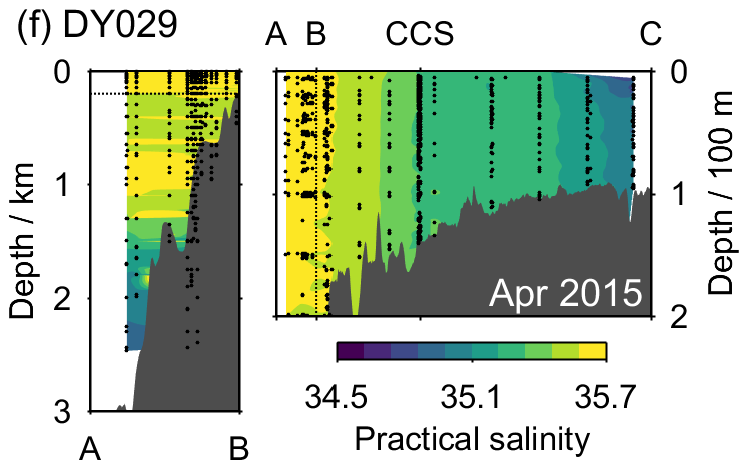 (f) DY029
A B CCS C
0
1
2
3
Depth / km
A B
0
1
2
Depth / 100 m
Apr 2015
34.5 35.1 35.7
Practical salinity